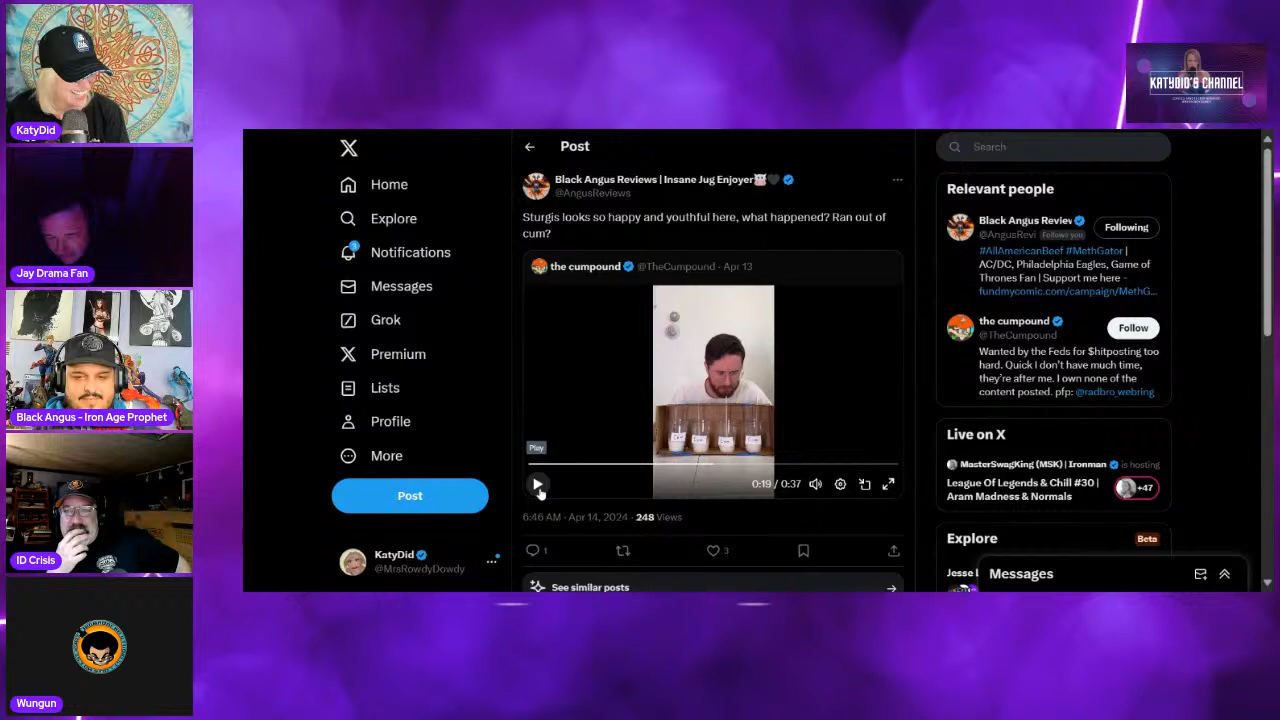 KatyDid
Jay Drama Fan
Black Angus - Iron Age Prophet
ID Crisis
Wungun
KATYDID'S CHANNEL
Home
Explore
3
Notifications
Messages
Grok
Premium
Lists
Profile
More
Post
KatyDid
@MrsRowdyDowdy
Post
Black Angus Reviews | Insane Jug Enjoyer
@AngusReviews
Sturgis looks so happy and youthful here, what happened? Ran out of
cum?
the cumpound @TheCumpound · Apr 13
Play
0:19 / 0:37
6:46 AM · Apr 14, 2024 · 248 Views
1
3
See similar posts
Search
Relevant people
Black Angus Review
@AngusRevi Follows you
Following
#AllAmericanBeef #MethGator |
AC/DC, Philadelphia Eagles, Game of
Thrones Fan | Support me here -
fundmycomic.com/campaign/MethG...
the cumpound
@TheCumpound
Follow
Wanted by the Feds for $hitposting too
hard. Quick I don't have much time,
they're after me. I own none of the
content posted. pfp: @radbro_webring
Live on X
MasterSwagKing (MSK) | Ironman is hosting
League Of Legends & Chill #30 |
Aram Madness & Normals
+47
Explore
Beta
Jesse L
Messages